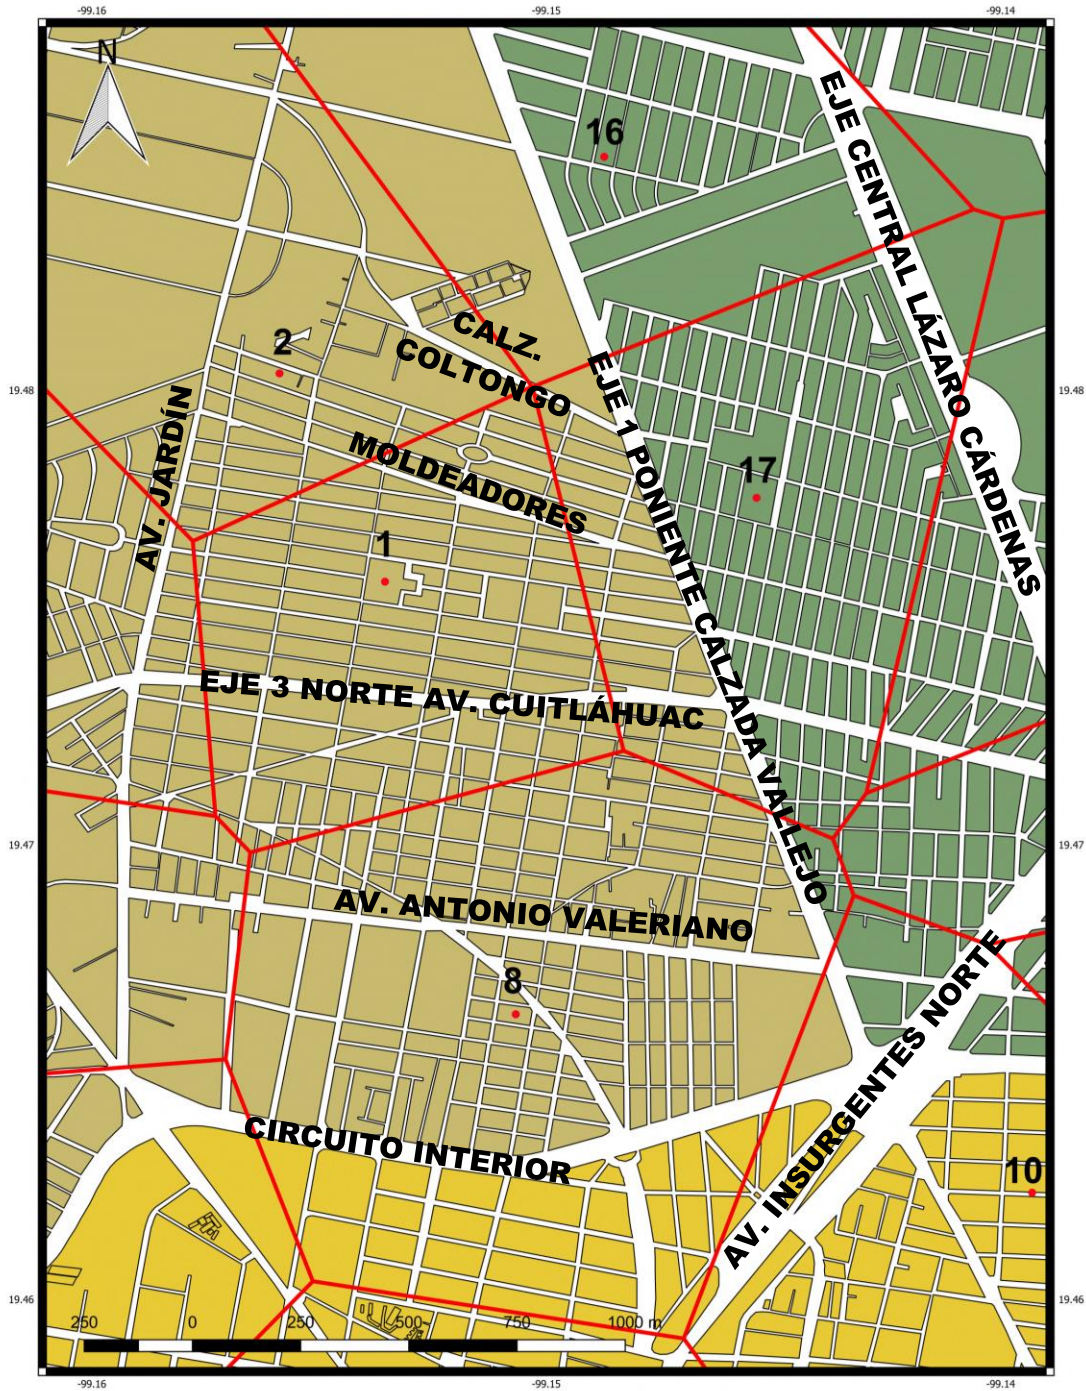 -99.16
-99.15
-99.14
N
16
EJE CENTRAL LÁZARO CÁRDENAS
CALZ.
COLTONGO
2
EJE 1 PONIENTE CALZADA VALLEJO
19.48
19.48
AV. JARDÍN
MOLDEADORES
17
1
EJE 3 NORTE AV. CUITLÁHUAC
19.47
19.47
AV. ANTONIO VALERIANO
8
AV. INSURGENTES NORTE
CIRCUITO INTERIOR
10
19.46
19.46
250
0
250
500
750
1000 m
-99.16
-99.15
-99.14